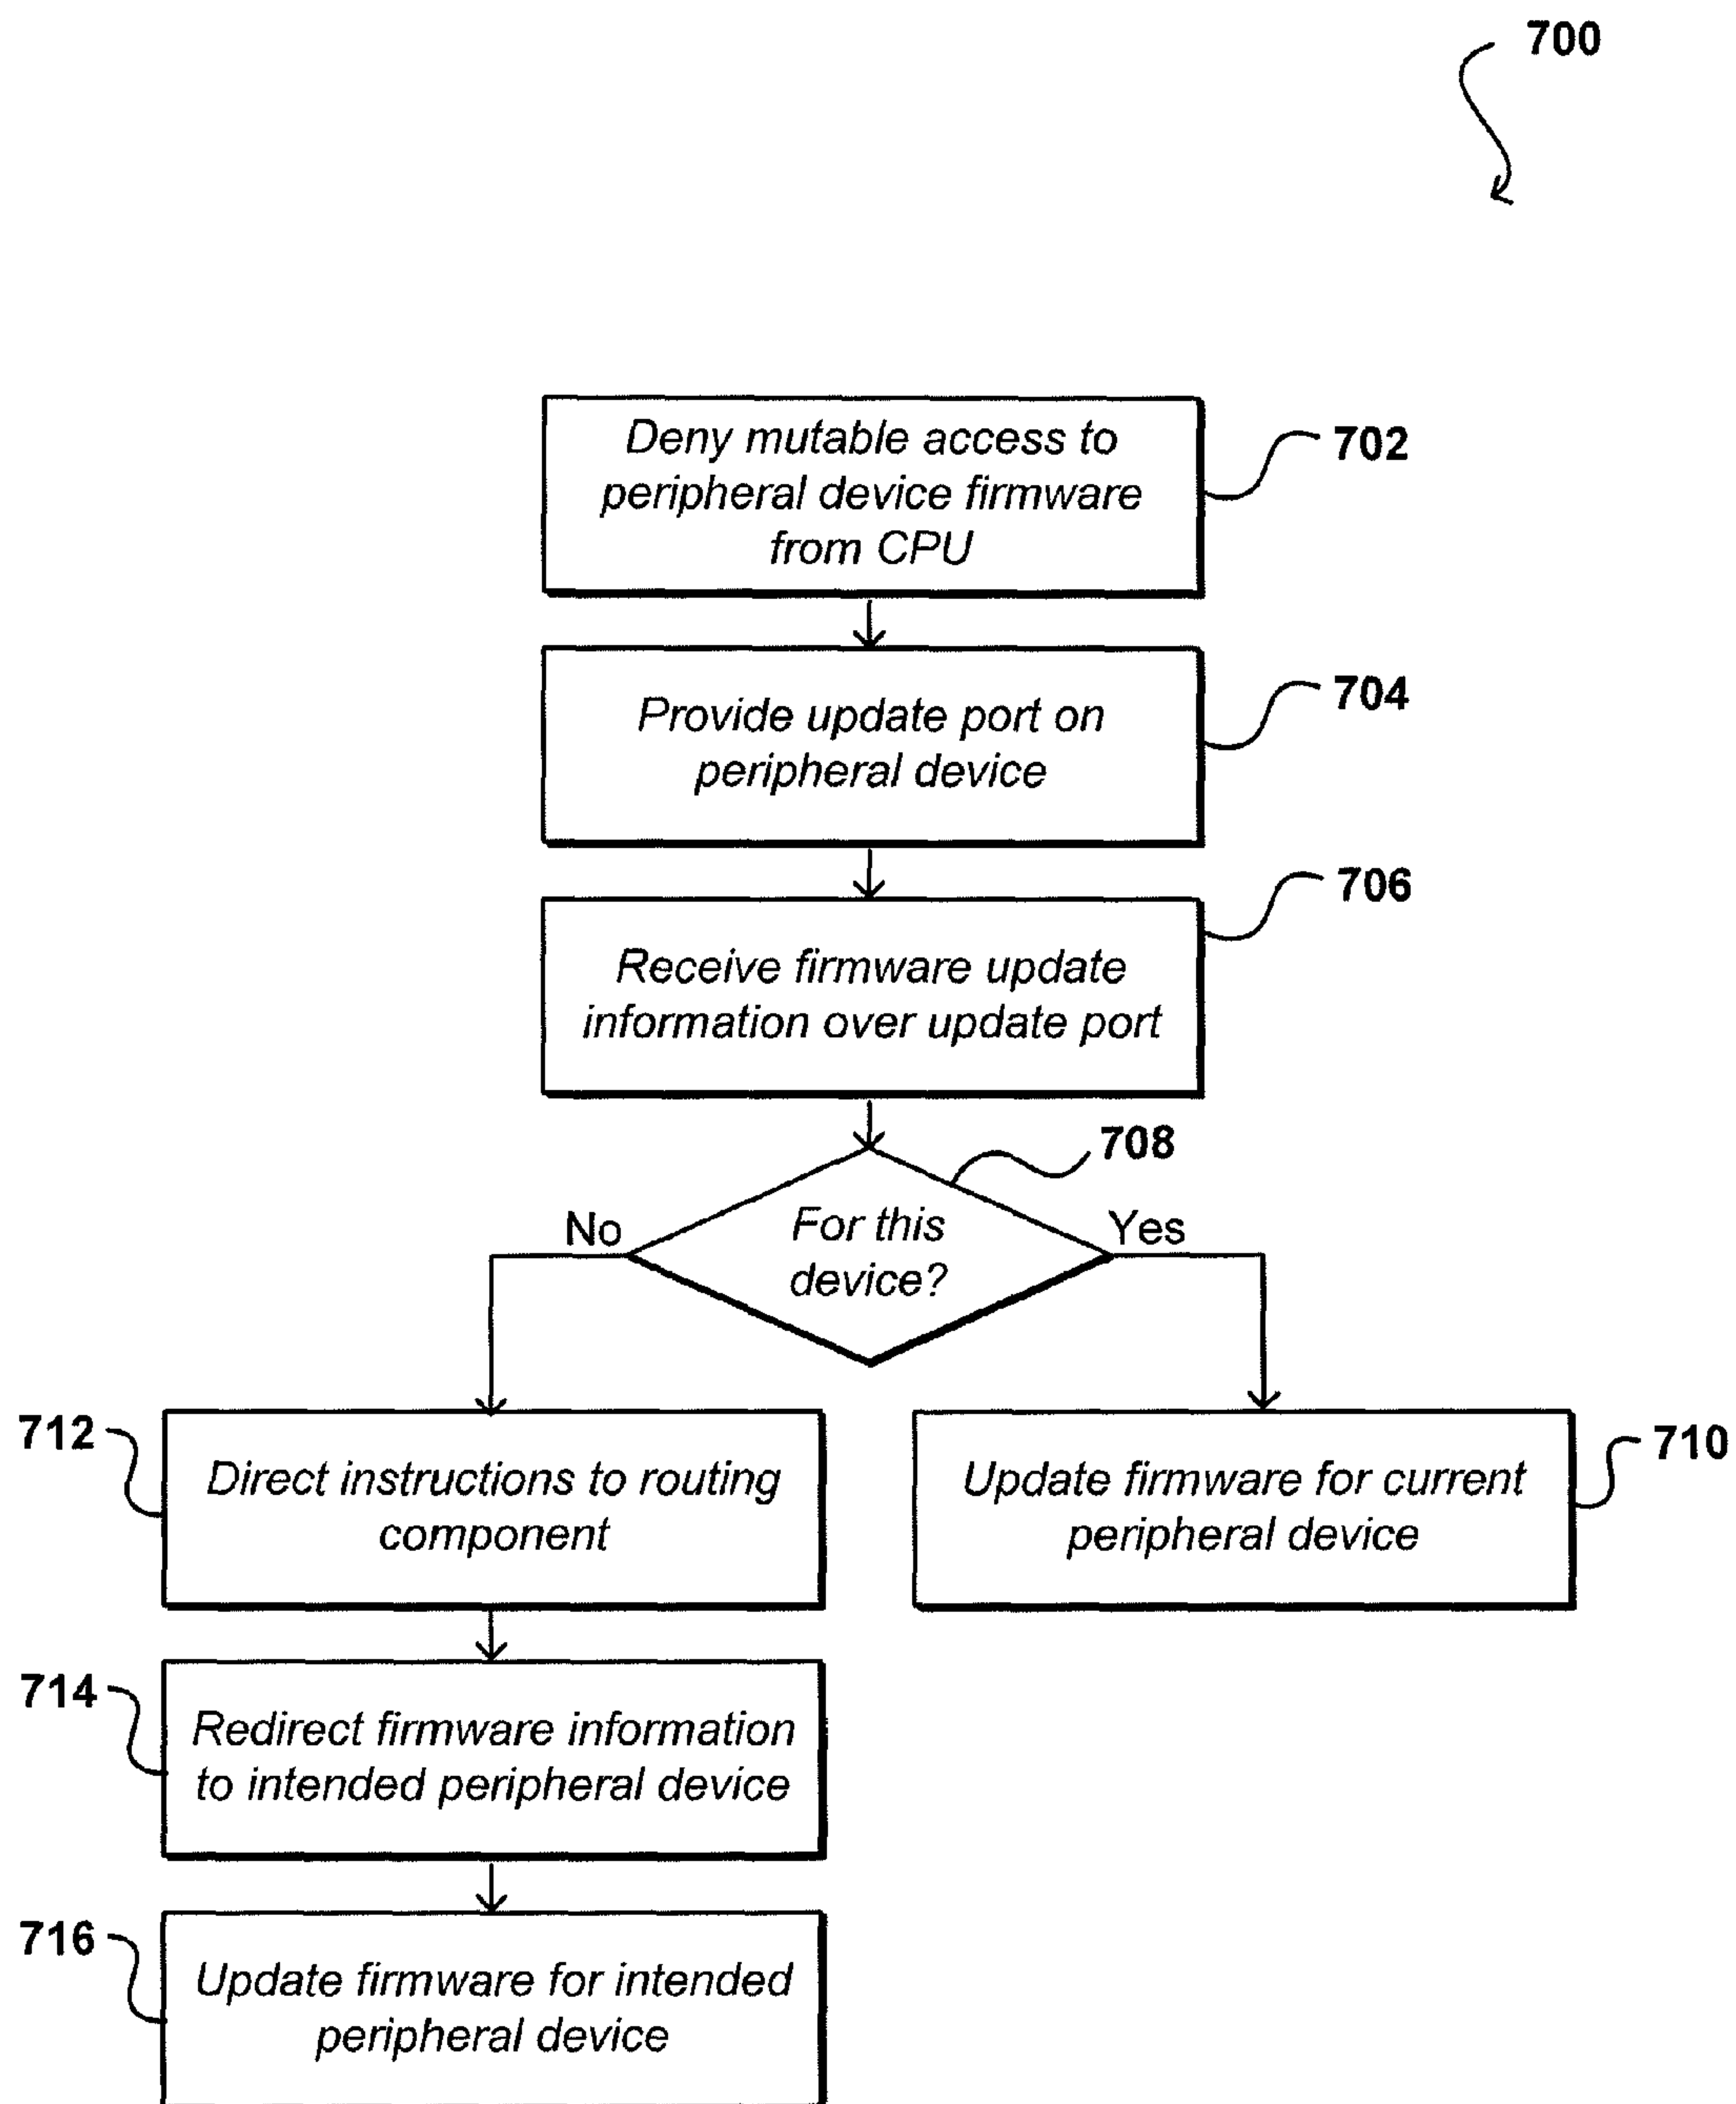 700
Deny mutable access to
peripheral device firmware
from CPU
702
Provide update port on
peripheral device
704
Receive firmware update
information over update port
706
For this
device?
708
No
Yes
712
Direct instructions to routing
component
Update firmware for current
peripheral device
710
714
Redirect firmware information
to intended peripheral device
716
Update firmware for intended
peripheral device